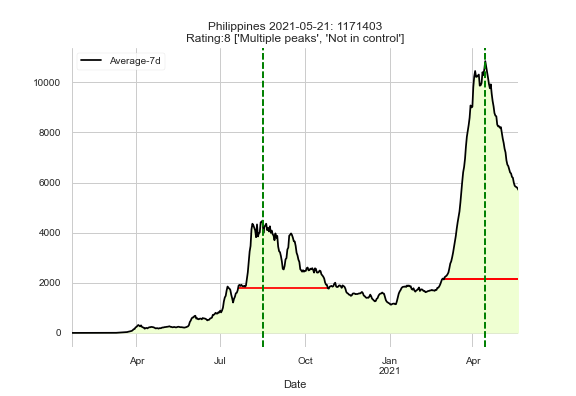 Philippines 2021-05-21: 1171403
Rating:8 ['Multiple peaks', 'Not in control']
Average-7d
10000
8000
6000
4000
2000
0
Apr
Jul
Oct
Jan
2021
Apr
Date